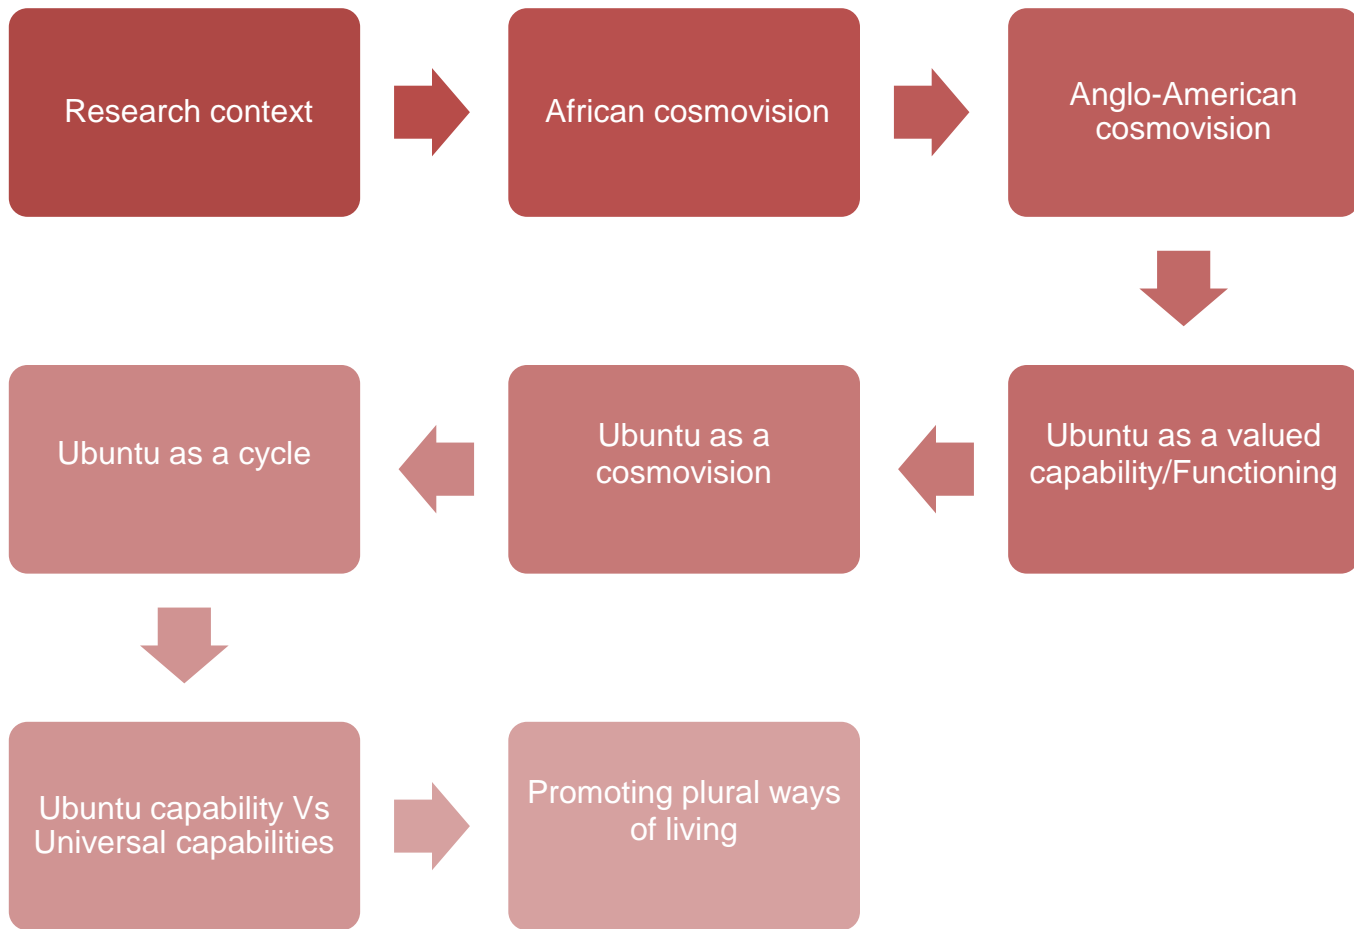 Research context
African cosmovision
Anglo-American
cosmovision
Ubuntu as a valued
capability/Functioning
Ubuntu as a
cosmovision
Ubuntu as a cycle
Ubuntu capability Vs
Universal capabilities
Promoting plural ways
of living